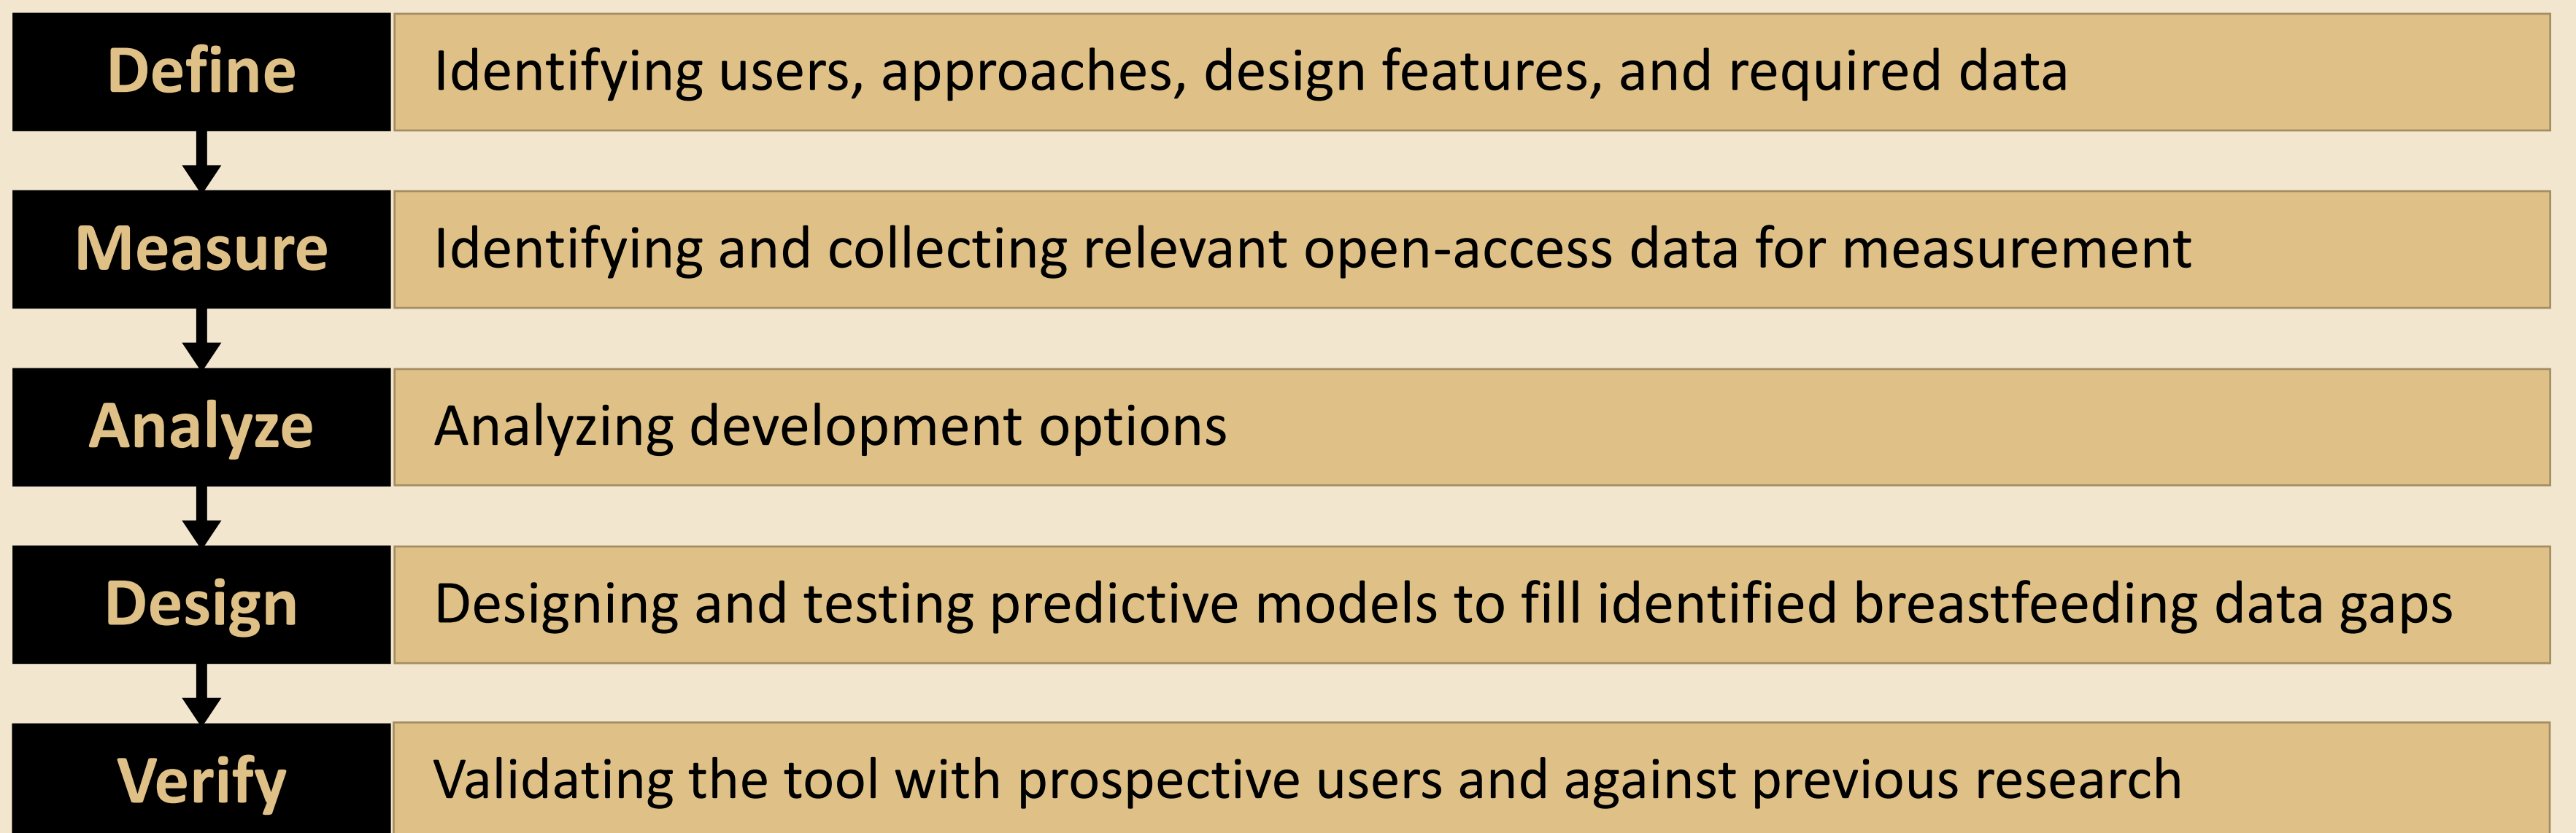 Define
Identifying users, approaches, design features, and required data
Measure
Identifying and collecting relevant open-access data for measurement
Analyze
Analyzing development options
Design
Designing and testing predictive models to fill identified breastfeeding data gaps
Verify
Validating the tool with prospective users and against previous research